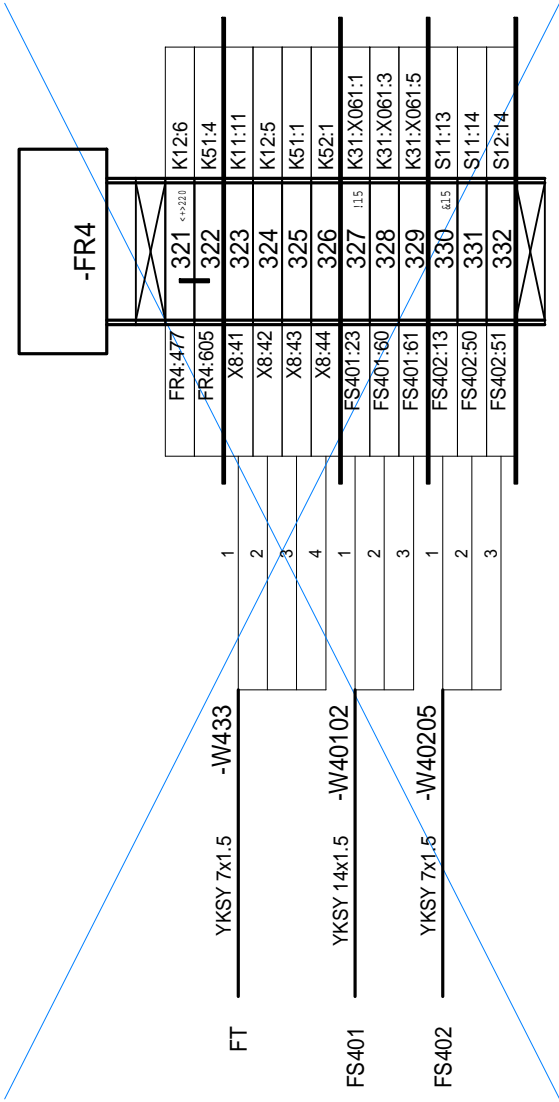 -FR4
K12:6
K51:4
K11:11
K12:5
K51:1
K52:1
K31:X061:1
K31:X061:3
K31:X061:5
S11:13
S11:14
S12:14
<+>220
!15
&15
321
322
323
324
325
326
327
328
329
330
331
332
FR4:477
FR4:605
X8:41
X8:42
X8:43
X8:44
FS401:23
FS401:60
FS401:61
FS402:13
FS402:50
FS402:51
1
2
3
4
1
2
3
1
2
3
-W433
-W40102
-W40205
YKSY 7x1.5
YKSY 14x1.5
YKSY 7x1.5
FT
FS401
FS402